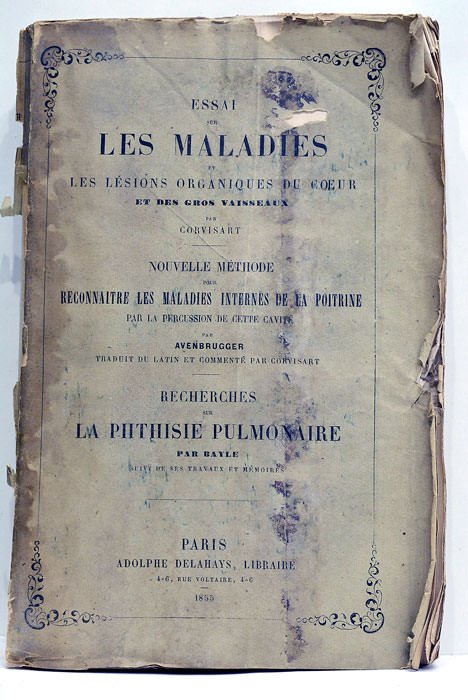 ESSAI
SUR
LES MALADIES
ET
LES LÉSIONS ORGANIQUES DU CŒUR
ET DES GROS VAISSEAUX
PAR
CORVISART
NOUVELLE MÉTHODE
POUR
RECONNAITRE LES MALADIES INTERNES DE LA POITRINE
PAR LA PERCUSSION DE CETTE CAVITÉ
PAR
AVENBRUGGER
TRADUIT DU LATIN ET COMMENTÉ PAR CORVISART
RECHERCHES
SUR
LA PHTHISIE PULMONAIRE
PAR BAYLE
SUIVI DE SES TRAVAUX ET MÉMOIRES
PARIS
ADOLPHE DELAHAYS, LIBRAIRE
4-6, RUE VOLTAIRE, 4-6
1855